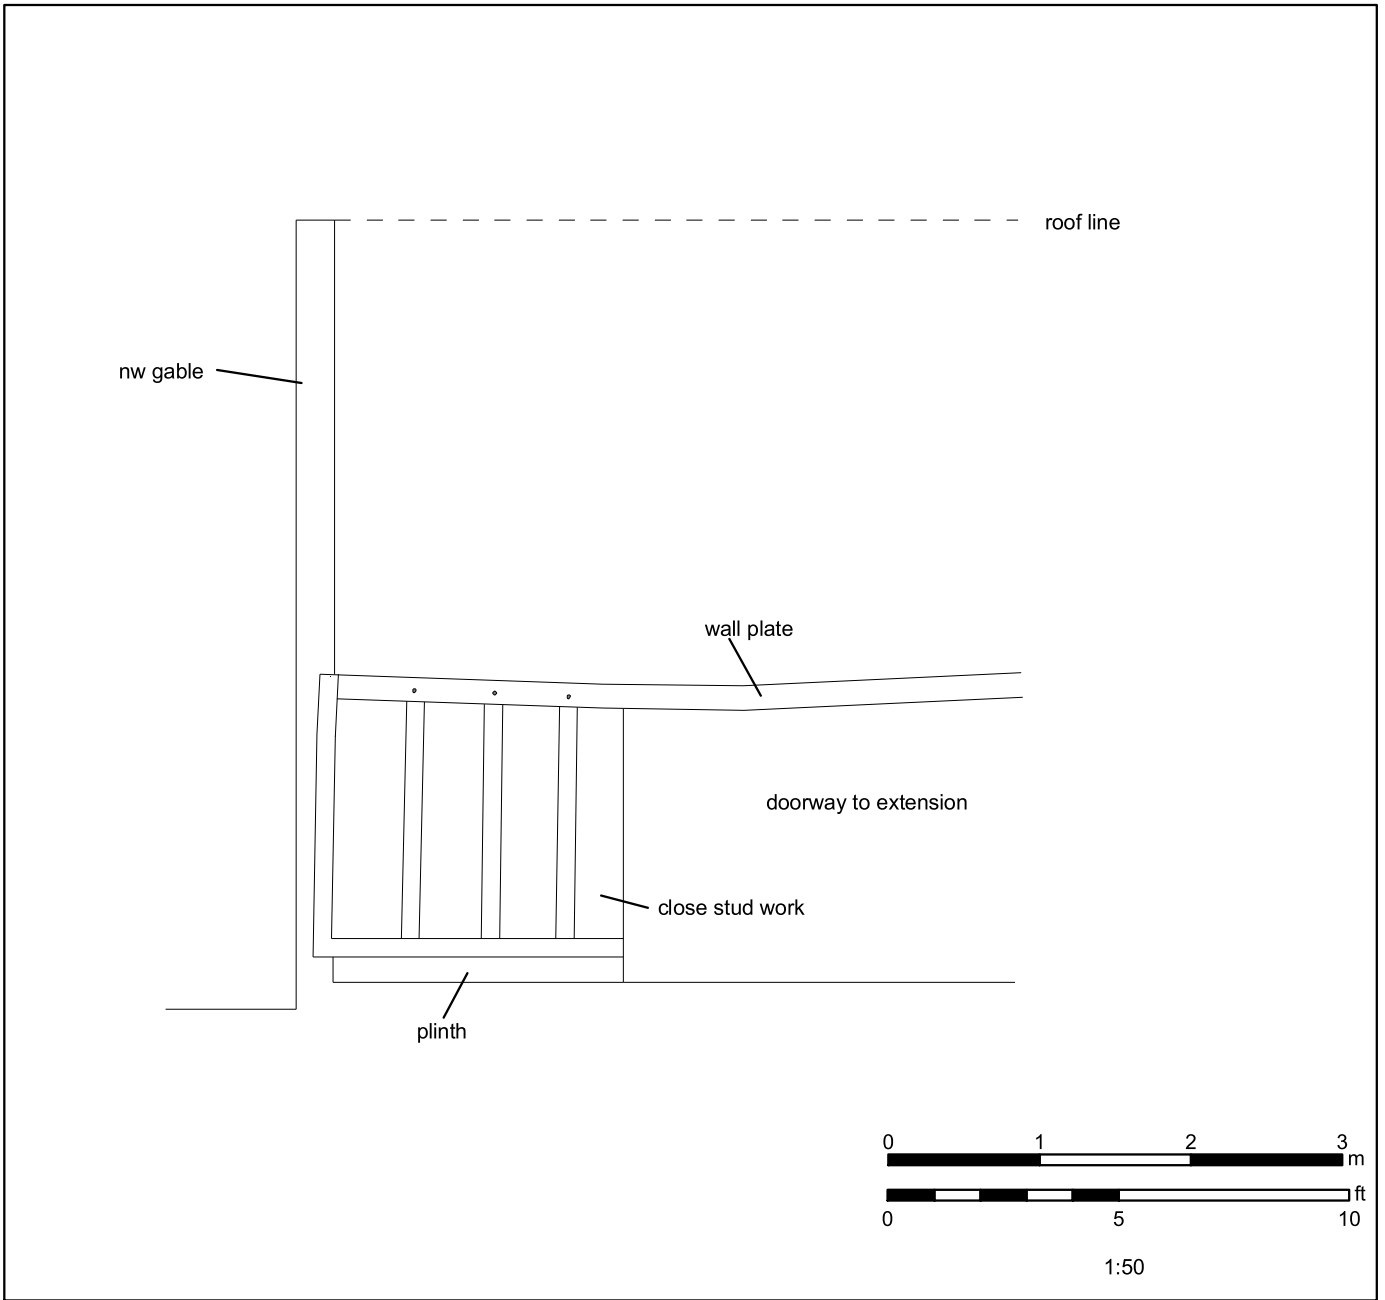 roof line
nw gable
wall plate
doorway to extension
close stud work
plinth
0 1 2 3
m
ft
0 5 10
1:50